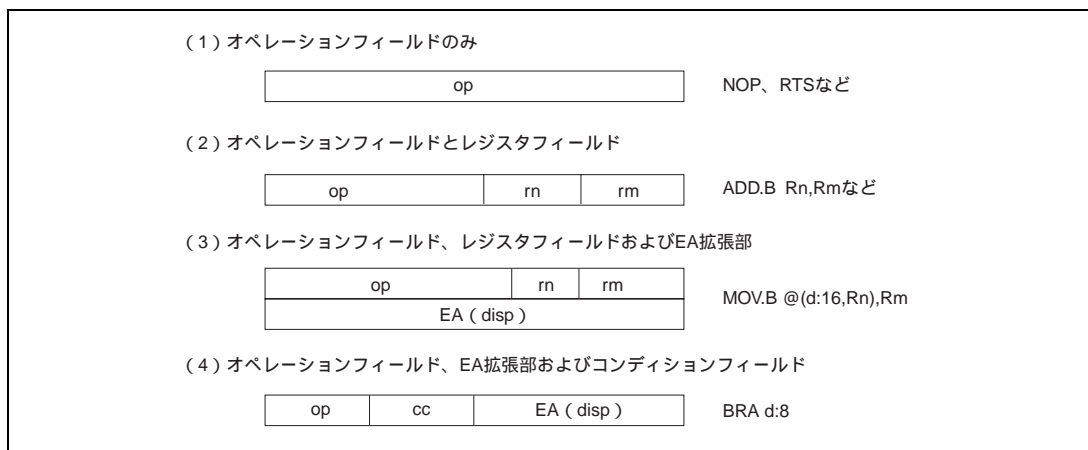 （1）オペレーションフィールドのみ
op NOP、RTSなど
（2）オペレーションフィールドとレジスタフィールド
op rn rm ADD.B Rn,Rmなど
（3）オペレーションフィールド、レジスタフィールドおよびEA拡張部
op rn rm
MOV.B @(d:16,Rn),Rm
EA（disp）
（4）オペレーションフィールド、EA拡張部およびコンディションフィールド
op cc EA（disp） BRA d:8